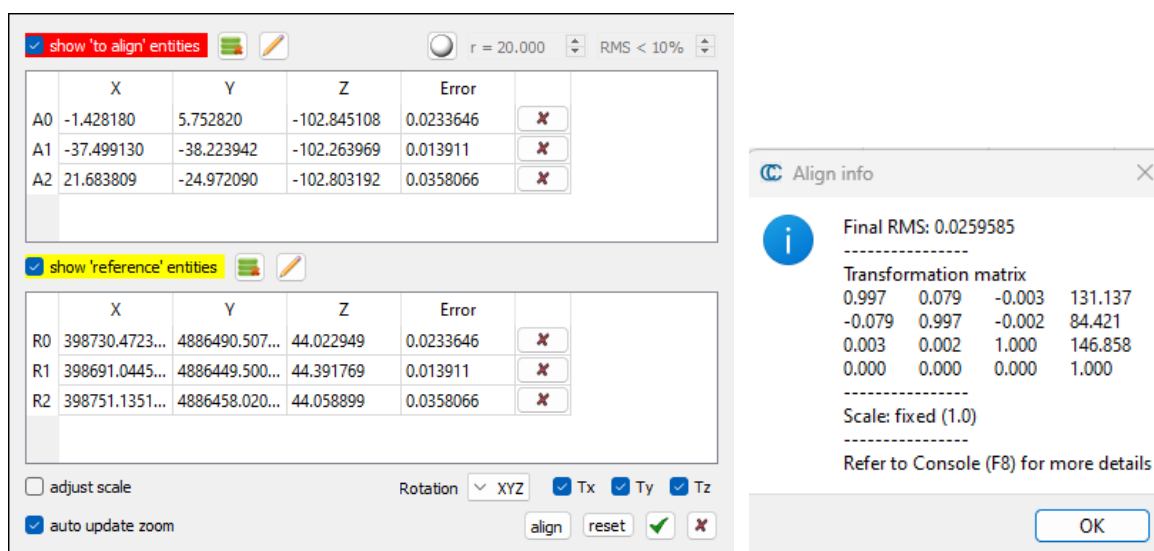 show 'to align' entities r = 20.000 RMS < 10%
X Y Z Error
A0 -1.428180 5.752820 -102.845108 0.0233646
A1 -37.499130 -38.223942 -102.263969 0.013911
A2 21.683809 -24.972090 -102.803192 0.0358066
show 'reference' entities
X Y Z Error
R0 398730.4723... 4886490.507... 44.022949 0.0233646
R1 398691.0445... 4886449.500... 44.391769 0.013911
R2 398751.1351... 4886458.020... 44.058899 0.0358066
adjust scale Rotation XYZ Tx Ty Tz
auto update zoom align reset
CC Align info
Final RMS: 0.0259585
----------------
Transformation matrix
0.997 0.079 -0.003 131.137
-0.079 0.997 -0.002 84.421
0.003 0.002 1.000 146.858
0.000 0.000 0.000 1.000
----------------
Scale: fixed (1.0)
----------------
Refer to Console (F8) for more details
OK